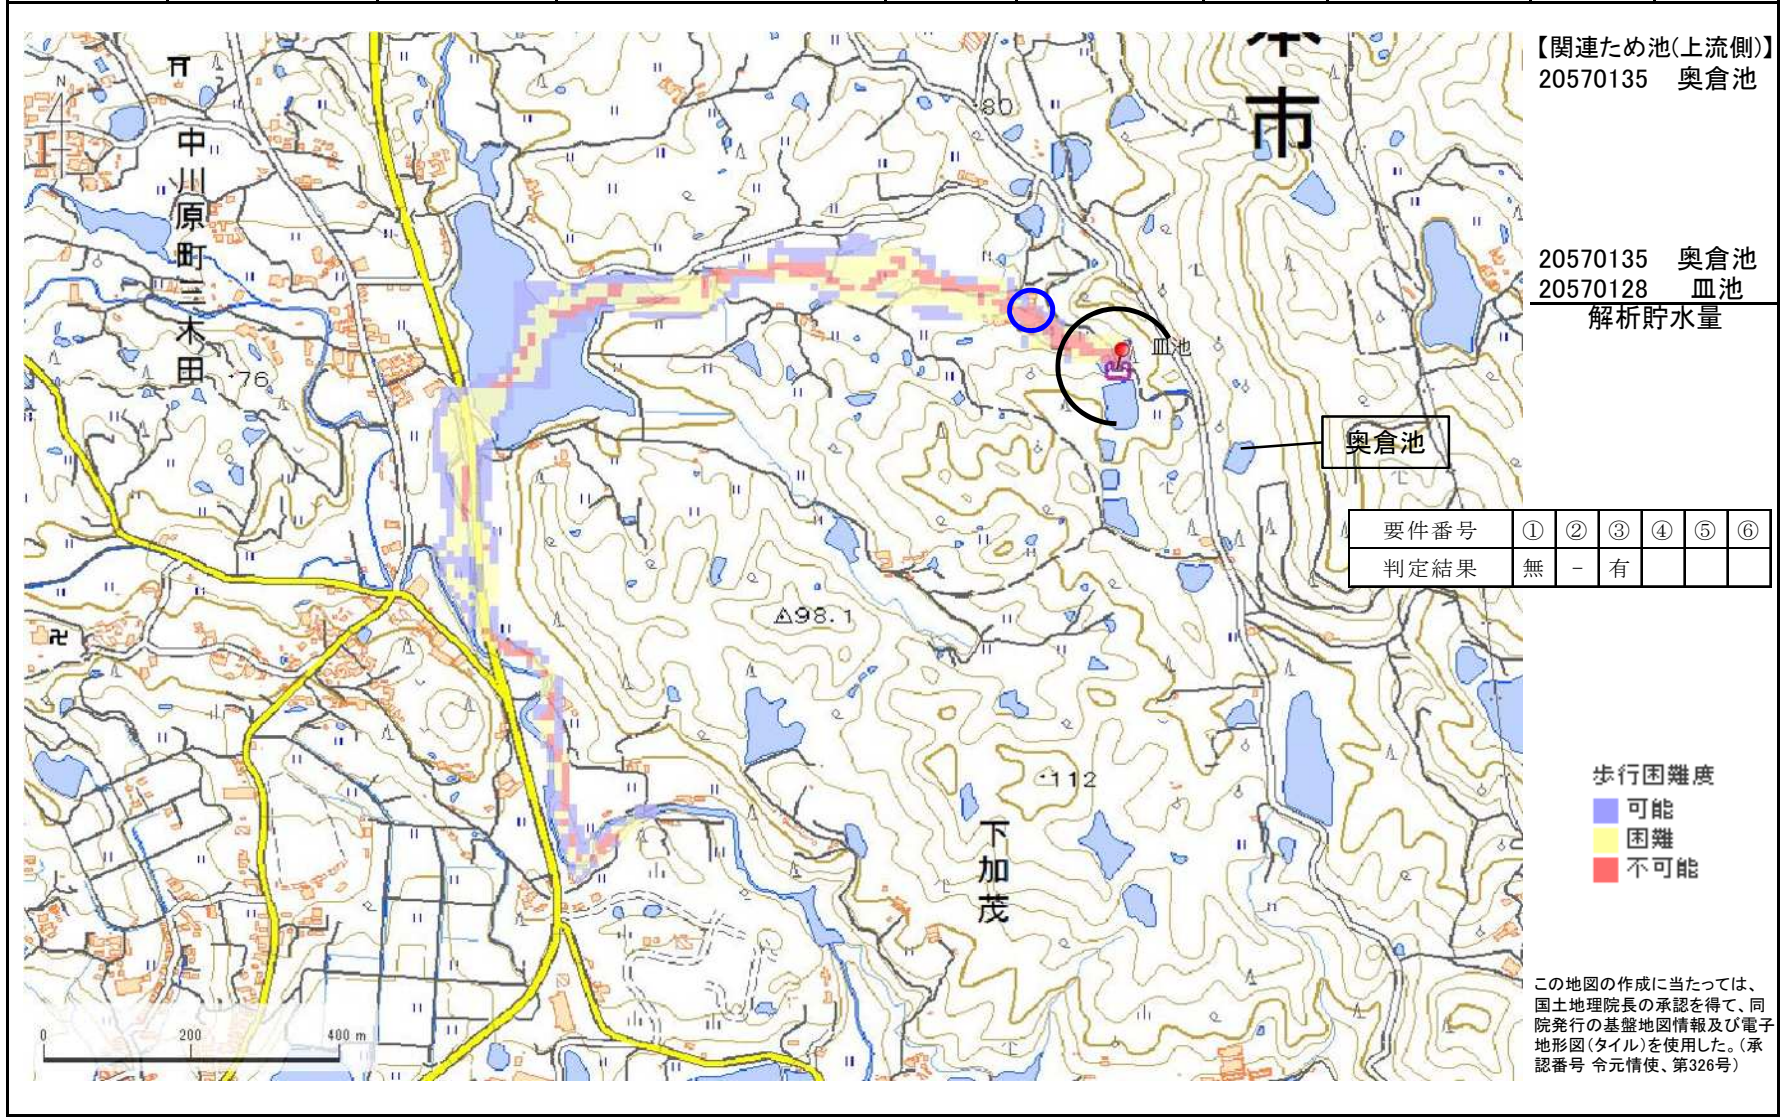 【関連ため池(上流側)】
20570135 奥倉池
20570135 奥倉池
20570128 皿池
解析貯水量
市
N
中川原町三木田
80
76
皿池
奥倉池
要件番号 ① ② ③ ④ ⑤ ⑥
判定結果 無 - 有
98.1
112
下加茂
歩行困難度
可能
困難
不可能
0 200 400 m
この地図の作成に当たっては、
国土地理院長の承認を得て、同
院発行の基盤地図情報及び電子
地形図(タイル)を使用した。(承
認番号 令元情使、第326号)